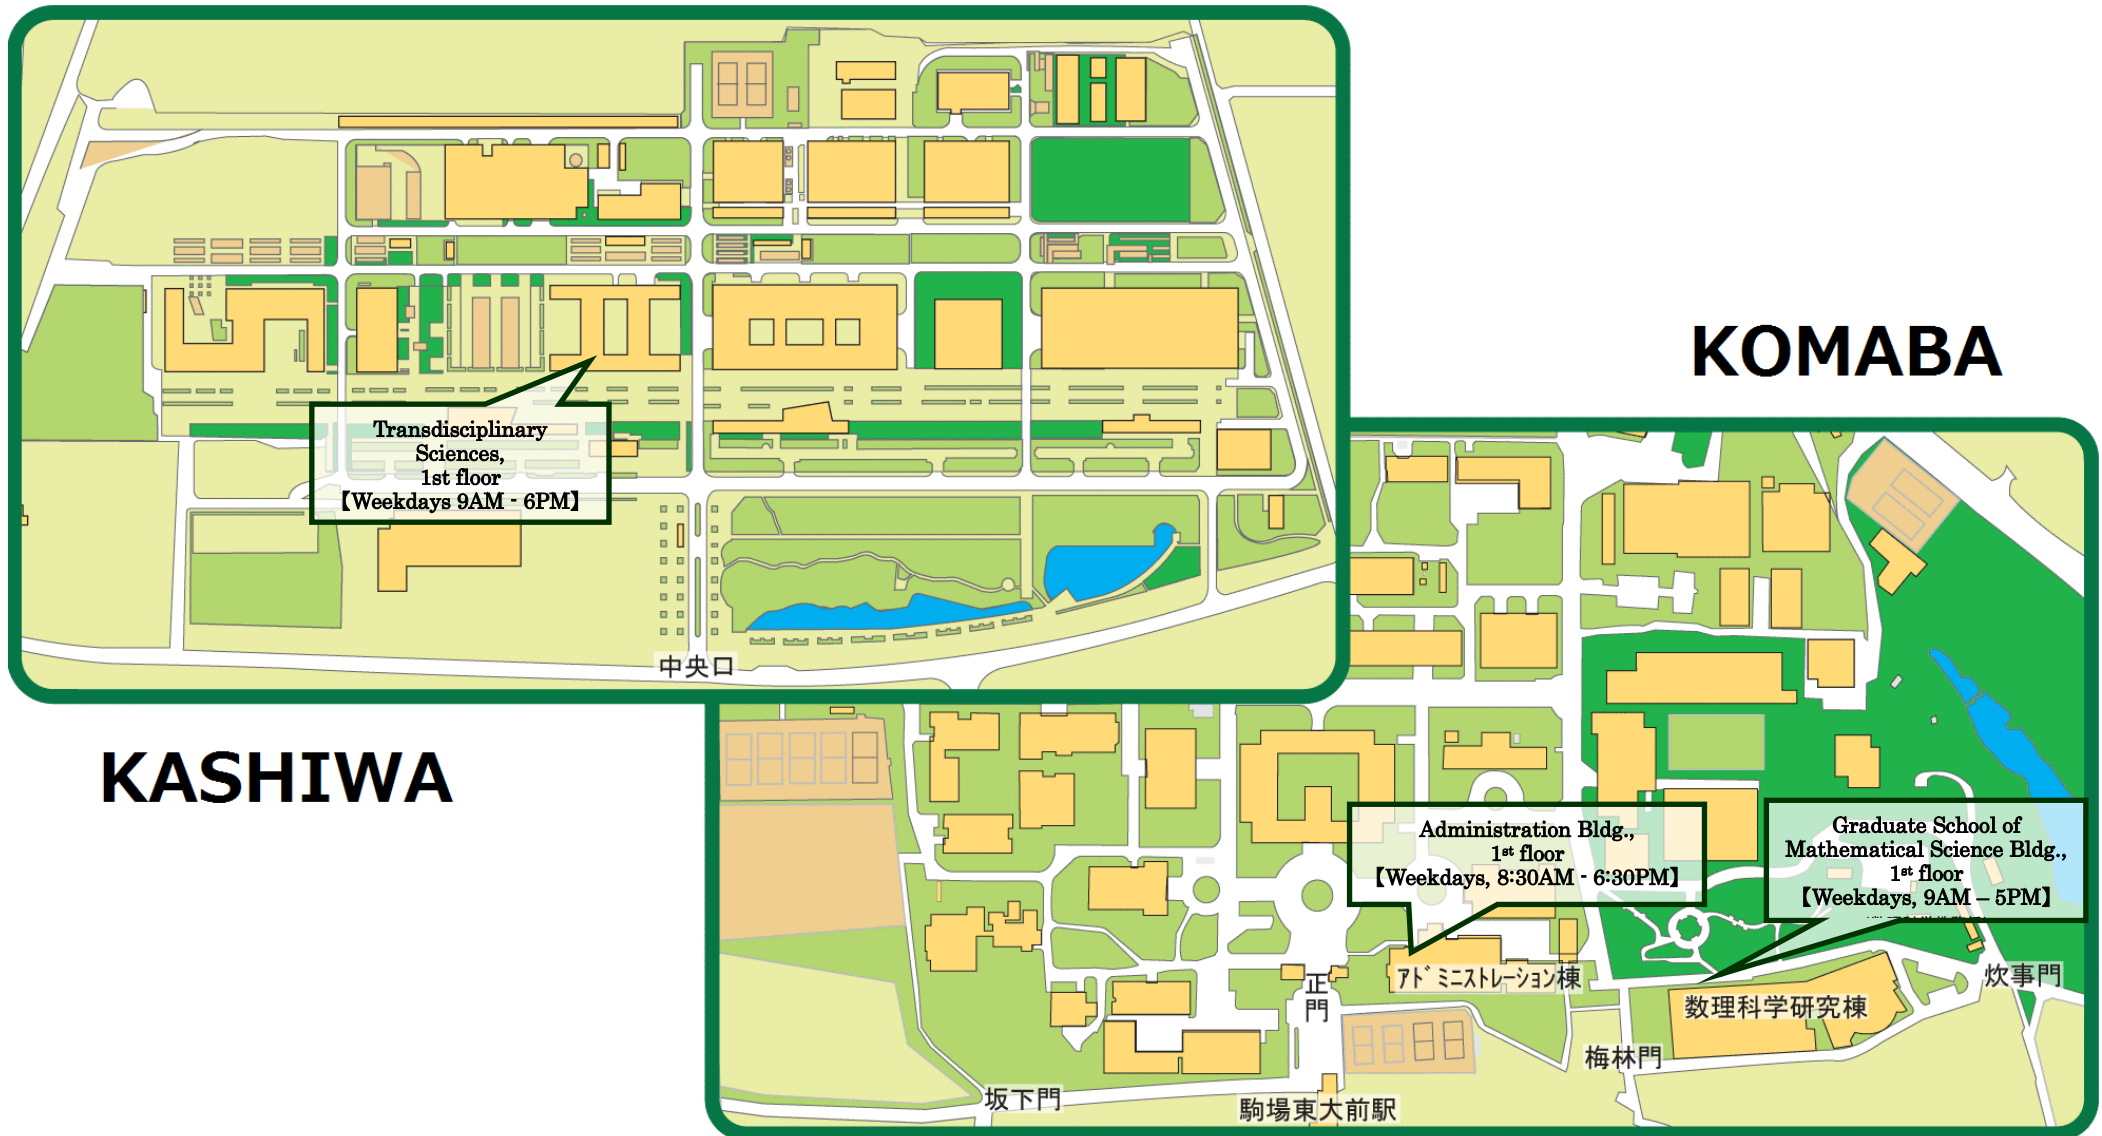 Transdisciplinary
Sciences,
1st floor
【Weekdays 9AM - 6PM】
中央口
KASHIWA
KOMABA
Administration Bldg.,
1st floor
【Weekdays, 8:30AM - 6:30PM】
Graduate School of
Mathematical Science Bldg.,
1st floor
【Weekdays, 9AM – 5PM】
ｱﾄﾞﾐﾆｽﾄﾚｰｼｮﾝ棟
正
門
炊事門
数理科学研究棟
梅林門
坂下門
駒場東大前駅